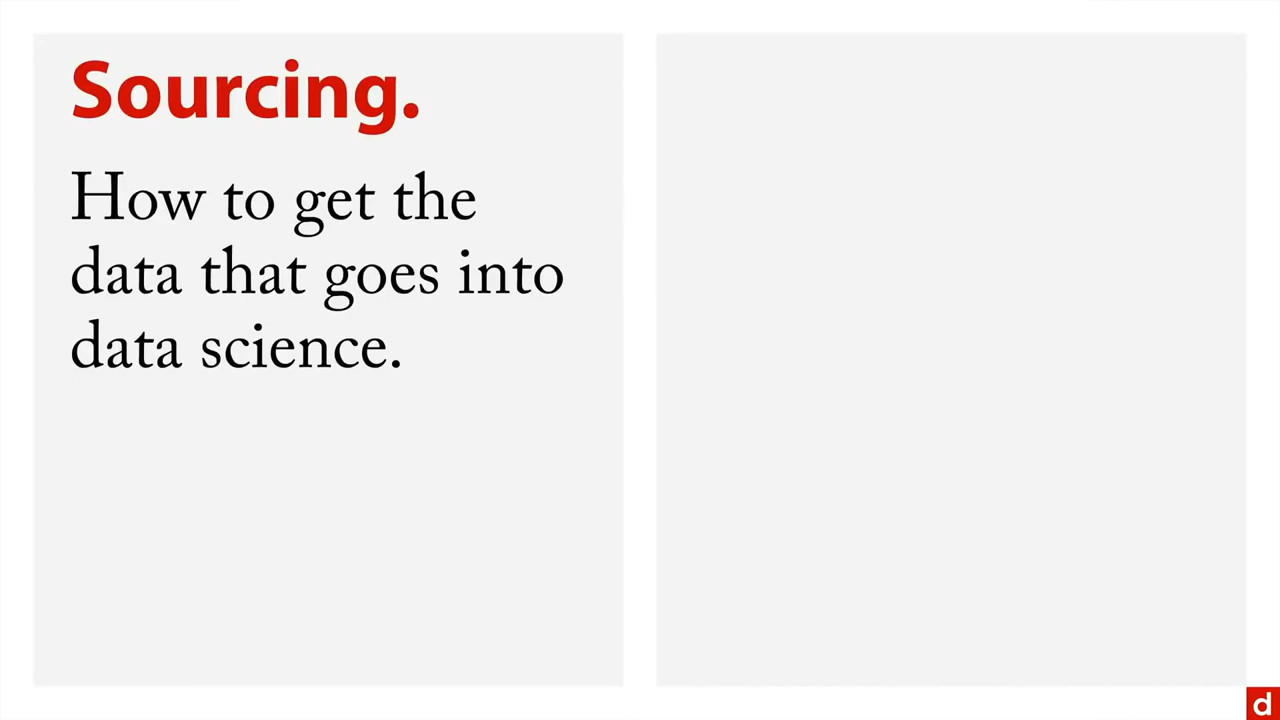 Sourcing.
How to get the
data that goes into
data science.
d